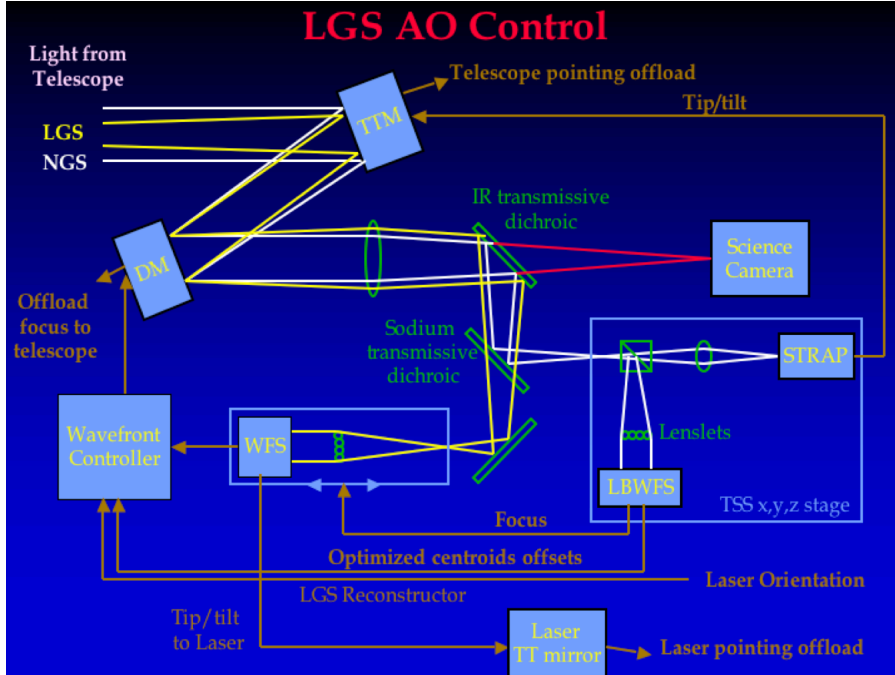 LGS AO Control
Light from
Telescope
LGS
NGS
TTM
Telescope pointing offload
Tip/tilt
IR transmissive
dichroic
Science
Camera
DM
Offload
focus to
telescope
Sodium
transmissive
dichroic
STRAP
Wavefront
Controller
WFS
Lenslets
LBWFS
TSS x,y,z stage
Focus
Optimized centroids offsets
Laser Orientation
LGS Reconstructor
Tip/tilt
to Laser
Laser
TT mirror
Laser pointing offload